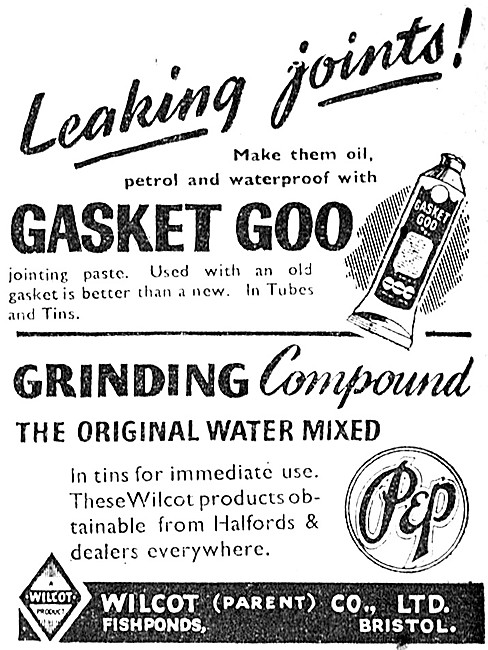 Leaking joints!
Make them oil,
petrol and waterproof with
GASKET GOO
GASKET
GOO
jointing paste. Used with an old
gasket is better than a new. In Tubes
and Tins.
GRINDING Compound
THE ORIGINAL WATER MIXED
In tins for immediate use.
These Wilcot products ob-
tainable from Halfords &
dealers everywhere.
P&P
A
WILCOT
PRODUCT
WILCOT (PARENT) CO., LTD.
FISHPONDS, BRISTOL.